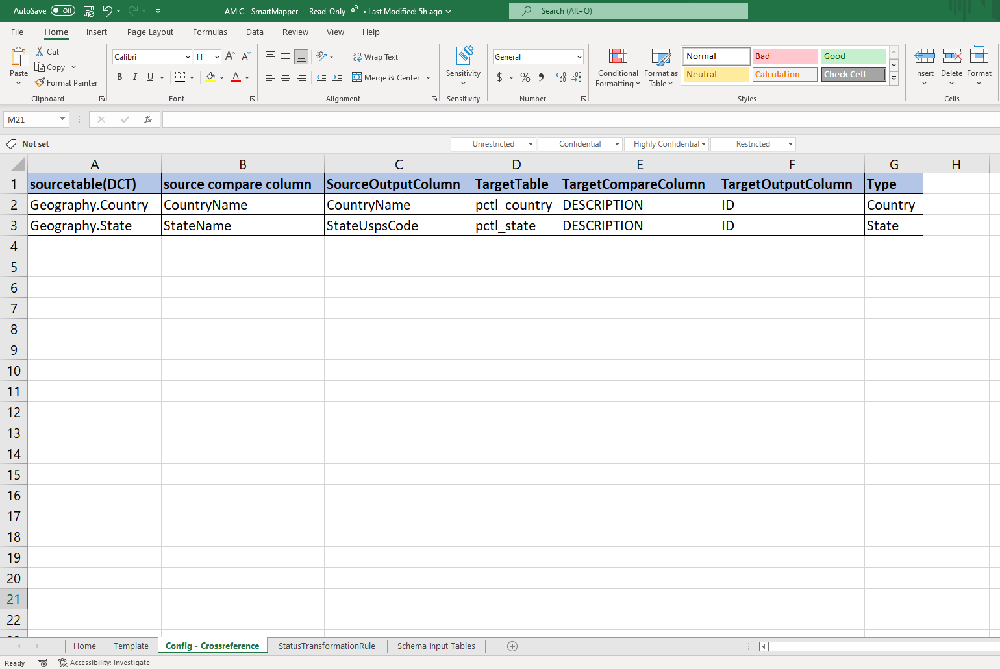 AutoSave Off AMIC - SmartMapper - Read-Only • Last Modified: 5h ago Search (Alt+Q)
File Home Insert Page Layout Formulas Data Review View Help
Paste Cut Copy Format Painter Clipboard
Calibri 11 B I U A Font
Wrap Text Merge & Center Alignment
Sensitivity Sensitivity
General $ % Number
Conditional Formatting Format as Table Normal Bad Good Neutral Calculation Check Cell Styles
Insert Delete Format Cells
M21 fx
Not set Unrestricted Confidential Highly Confidential Restricted
A B C D E F G H
1 sourcetable(DCT) source compare column SourceOutputColumn TargetTable TargetCompareColumn TargetOutputColumn Type
2 Geography.Country CountryName CountryName pctl_country DESCRIPTION ID Country
3 Geography.State StateName StateUspsCode pctl_state DESCRIPTION ID State
4
5
6
7
8
9
10
11
12
13
14
15
16
17
18
19
20
21
22
Home Template Config - Crossreference StatusTransformationRule Schema Input Tables
Ready Accessibility: Investigate